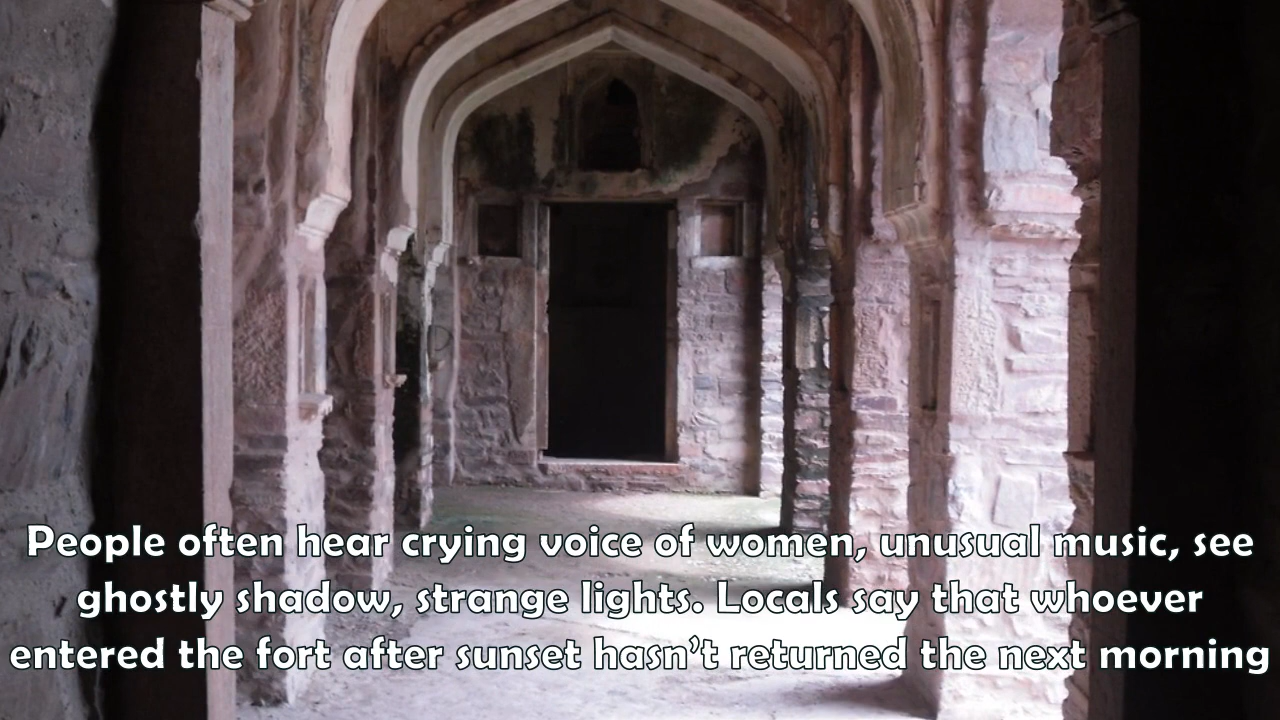 People often hear crying voice of women, unusual music, see
ghostly shadow, strange lights. Locals say that whoever
entered the fort after sunset hasn’t returned the next morning